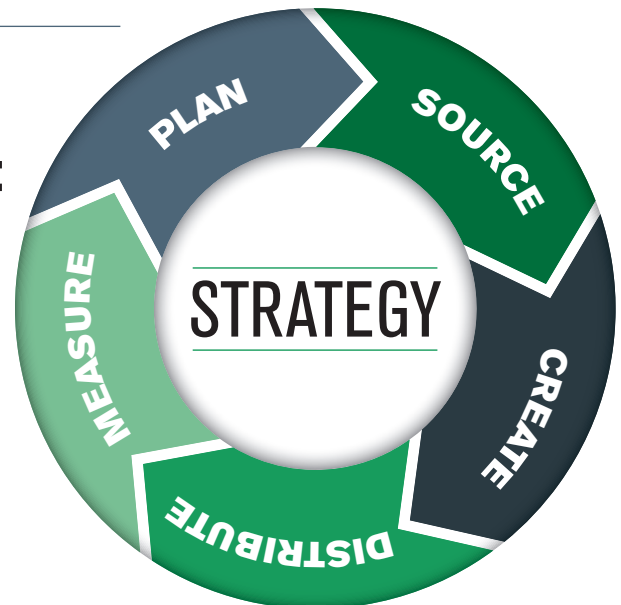 PLAN
SOURCE
CREATE
DISTRIBUTE
MEASURE
STRATEGY